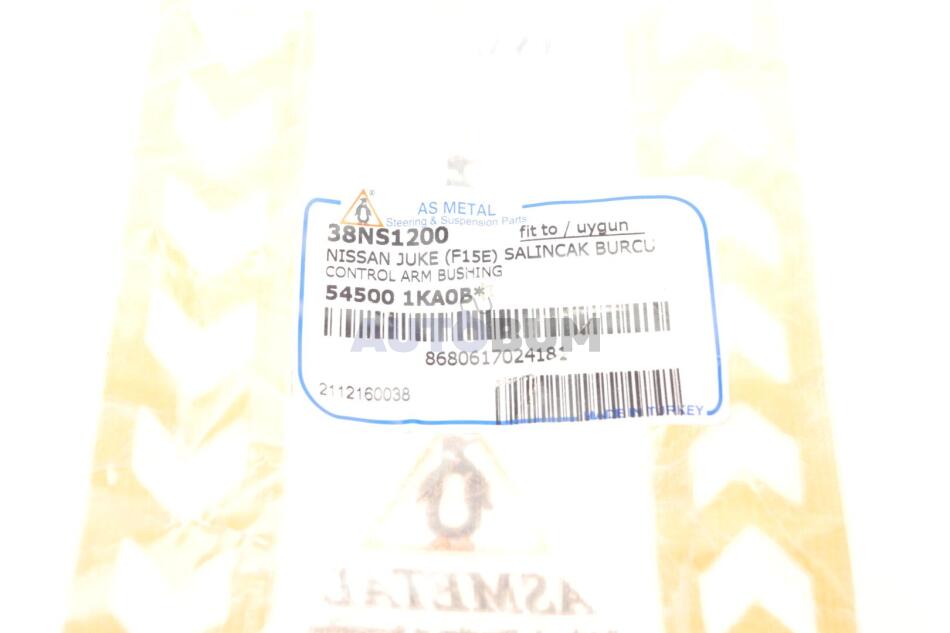 AS METAL
Steering & Suspension Parts
38NS1200
fit to / uygun
NISSAN JUKE (F15E) SALINCAK BURCU
CONTROL ARM BUSHING
54500 1KA0B*
AUTOBUM
8680617024181
2112160038
MADE IN TURKEY
ASMETAL